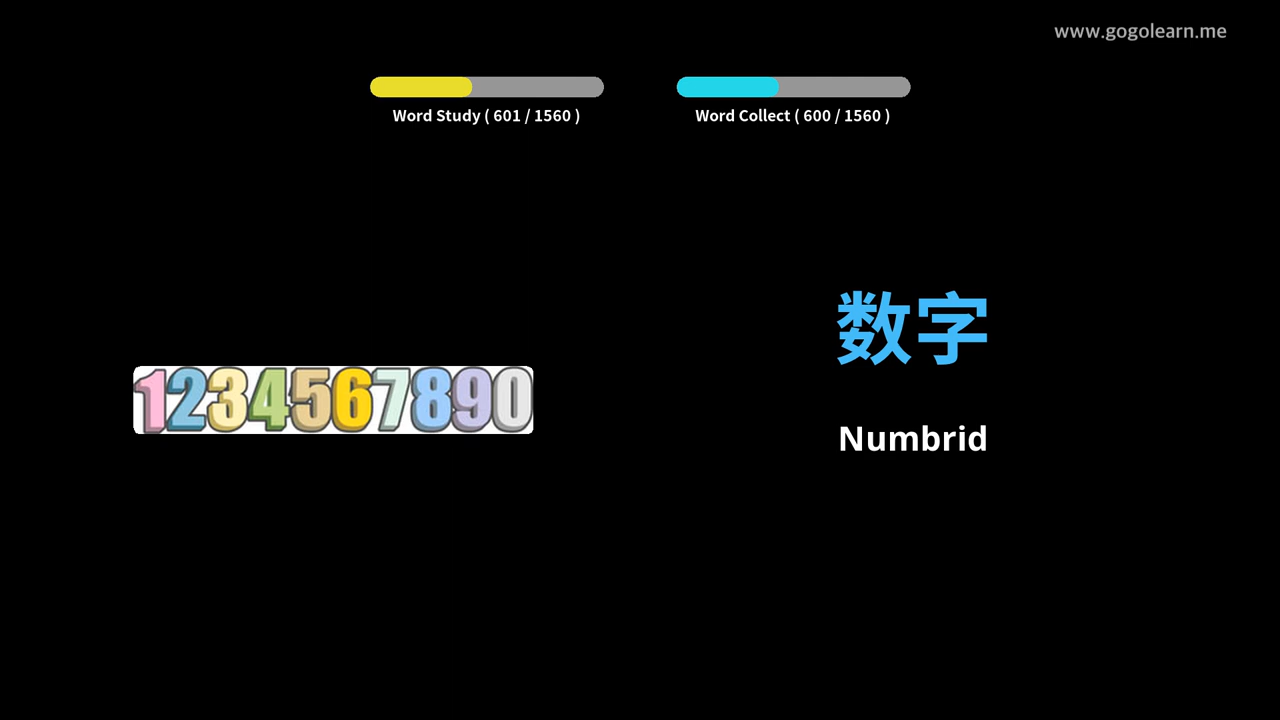 www.gogolearn.me
Word Study ( 601 / 1560 )
Word Collect ( 600 / 1560 )
数字
1234567890
Numbrid